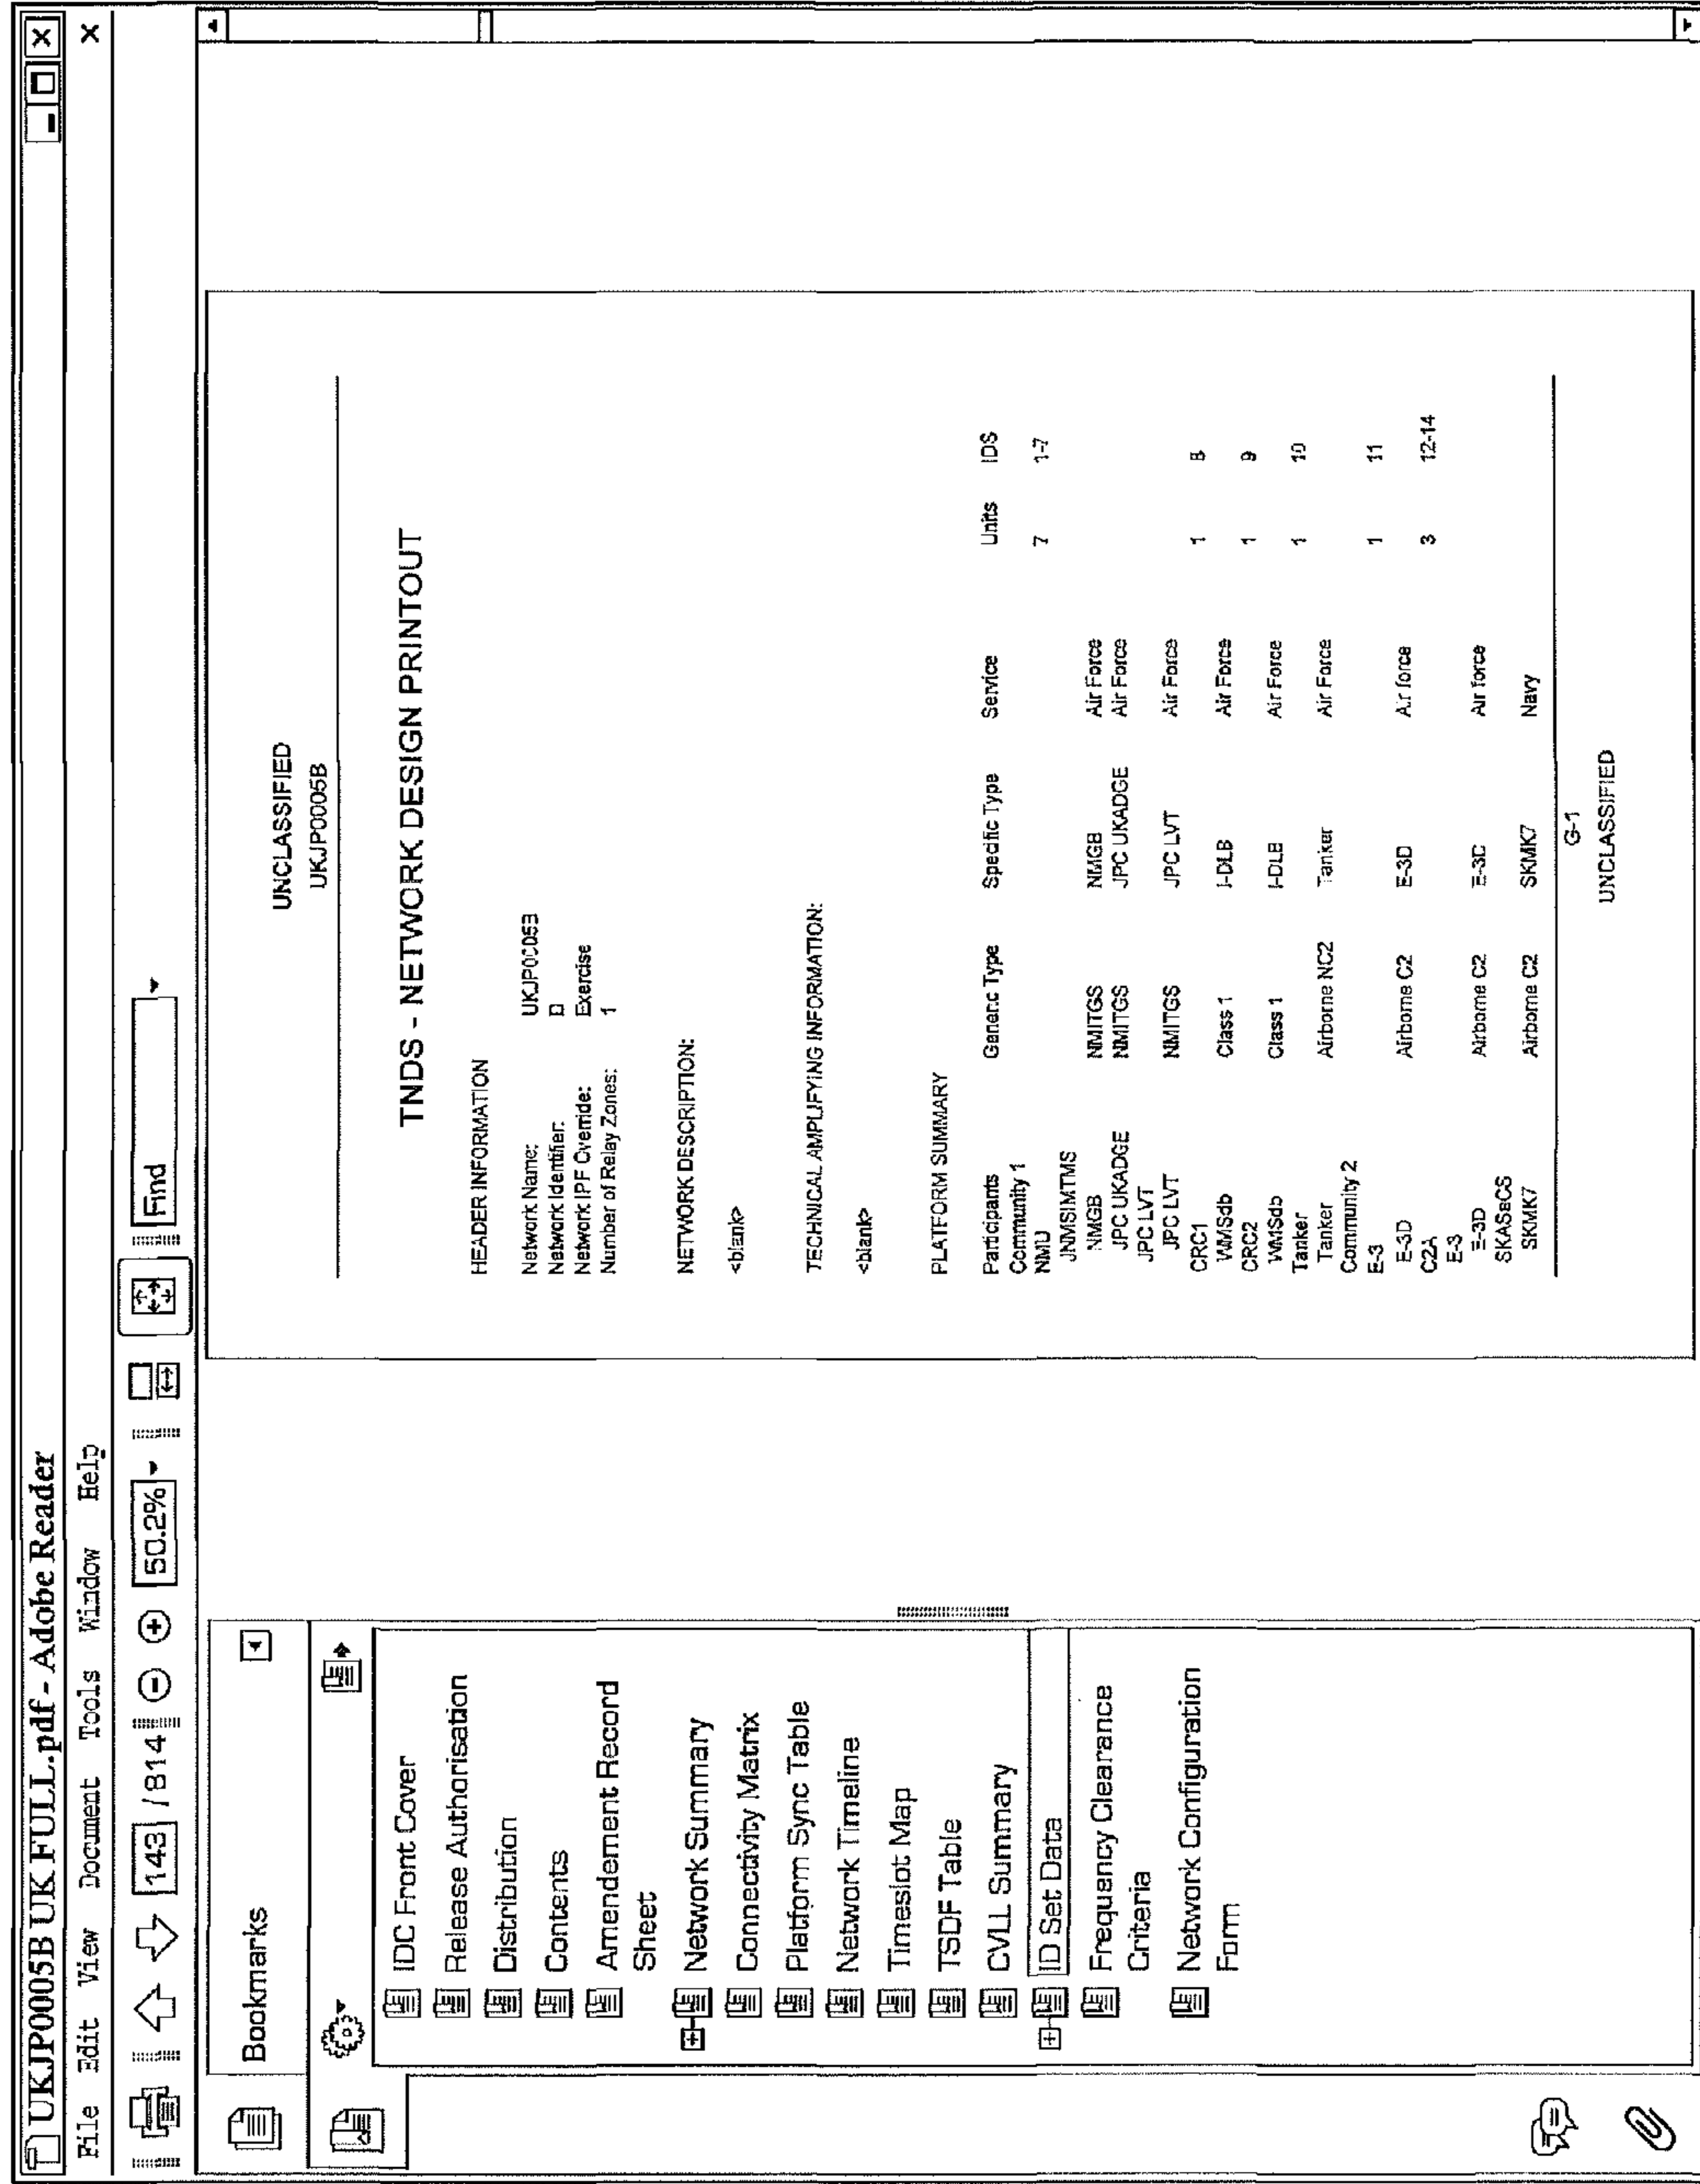 UKJP0005B UK FULL.pdf - Adobe Reader
File Edit View Document Tools Window Help
143 / 814 50.2% Find
Bookmarks
IDC Front Cover
Release Authorisation
Distribution
Contents
Amendement Record
Sheet
Network Summary
Connectivity Matrix
Platform Sync Table
Network Timeline
Timeslot Map
TSDF Table
CVLL Summary
ID Set Data
Frequency Clearance
Criteria
Network Configuration
Form
UNCLASSIFIED
UKJP0005B
TNDS - NETWORK DESIGN PRINTOUT
HEADER INFORMATION
Network Name: UKJP0005B
Network Identifier: D
Network IPF Override: Exercise
Number of Relay Zones: 1
NETWORK DESCRIPTION:
<blank>
TECHNICAL AMPLIFYING INFORMATION:
<blank>
PLATFORM SUMMARY
Participants Generic Type Specific Type Service Units IDS
Community 1
NMU 7 1-7
JNMSIMTMS
NMGB NMITGS NMGB Air Force
JPC UKADGE NMITGS JPC UKADGE Air Force
JPC LVT
JPC LVT NMITGS JPC LVT Air Force
CRC1 1 8
WMSdb Class 1 I-DLB Air Force
CRC2 1 9
WMSdb Class 1 I-DLB Air Force
Tanker 1 10
Tanker Airborne NC2 Tanker Air Force
Community 2
E-3 1 11
E-3D Airborne C2 E-3D Air force
C2A 3 12-14
E-3
E-3D Airborne C2 E-3D Air force
SKASaCS
SKMK7 Airborne C2 SKMK7 Navy
G-1
UNCLASSIFIED